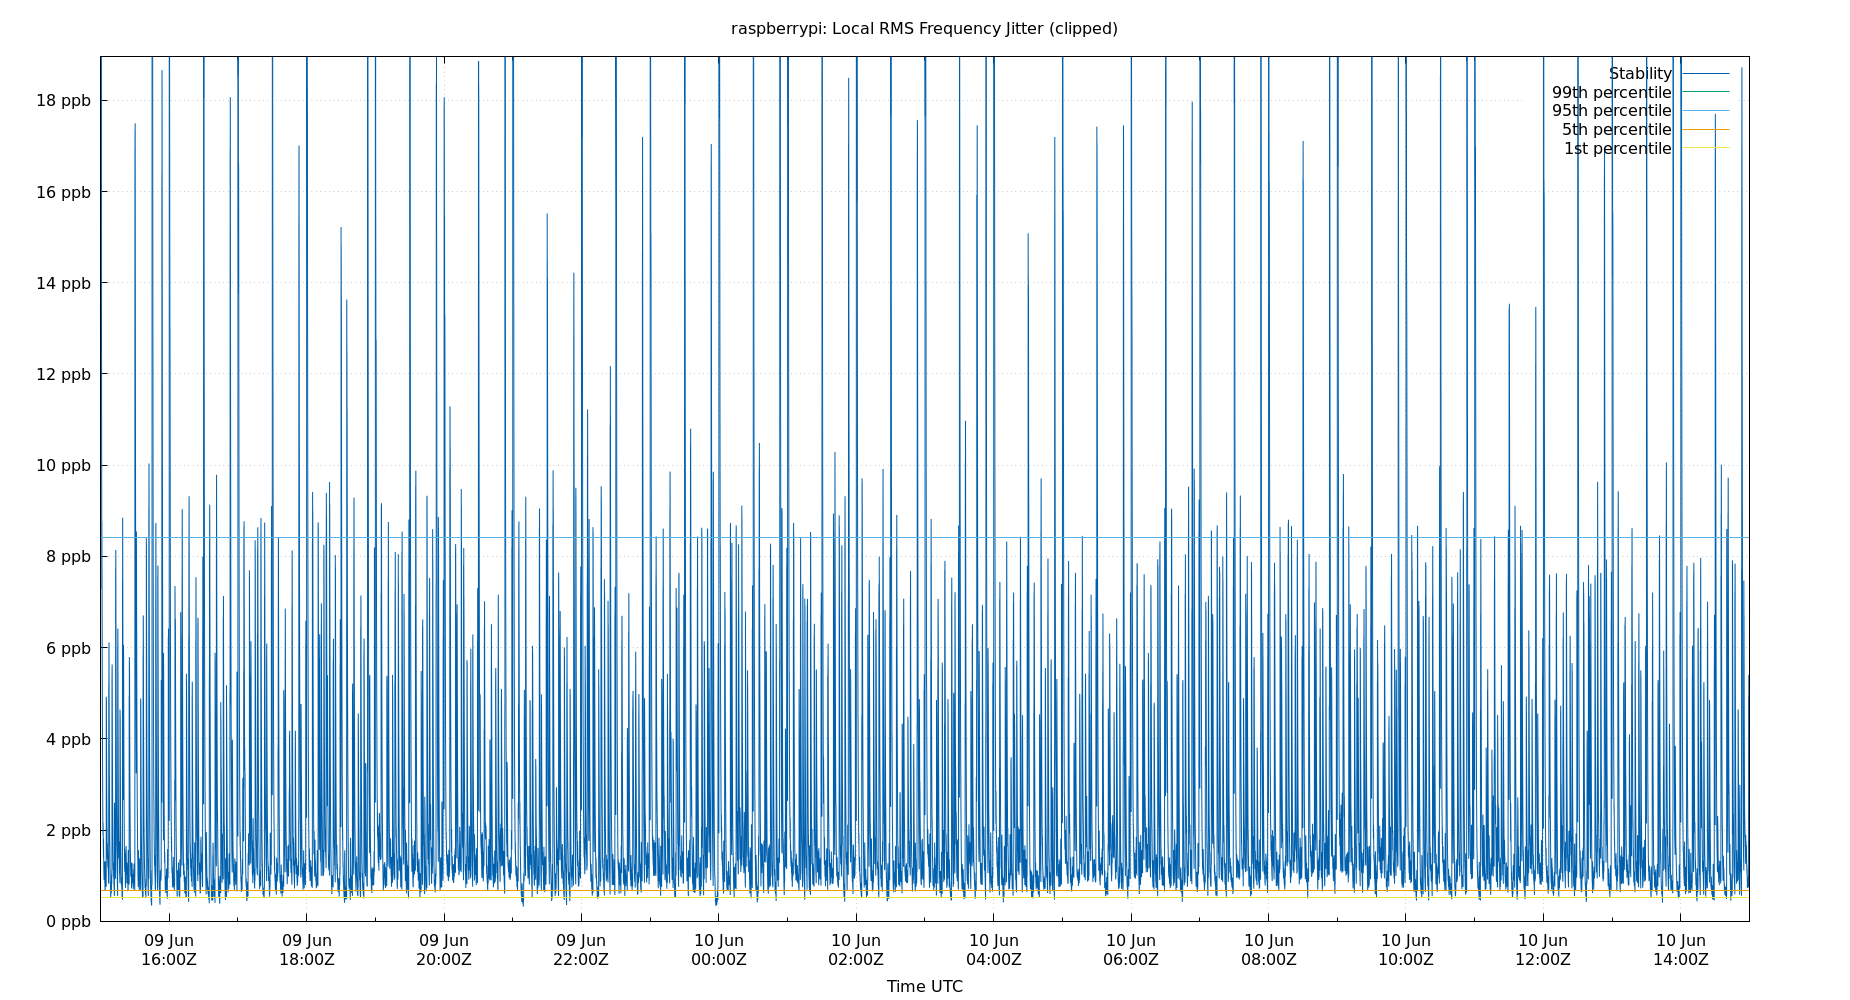 raspberrypi: Local RMS Frequency Jitter (clipped)
Stability
99th percentile
95th percentile
5th percentile
1st percentile
18 ppb
16 ppb
14 ppb
12 ppb
10 ppb
8 ppb
6 ppb
4 ppb
2 ppb
0 ppb
09 Jun 09 Jun 09 Jun 09 Jun 10 Jun 10 Jun 10 Jun 10 Jun 10 Jun 10 Jun 10 Jun 10 Jun
16:00Z 18:00Z 20:00Z 22:00Z 00:00Z 02:00Z 04:00Z 06:00Z 08:00Z 10:00Z 12:00Z 14:00Z
Time UTC